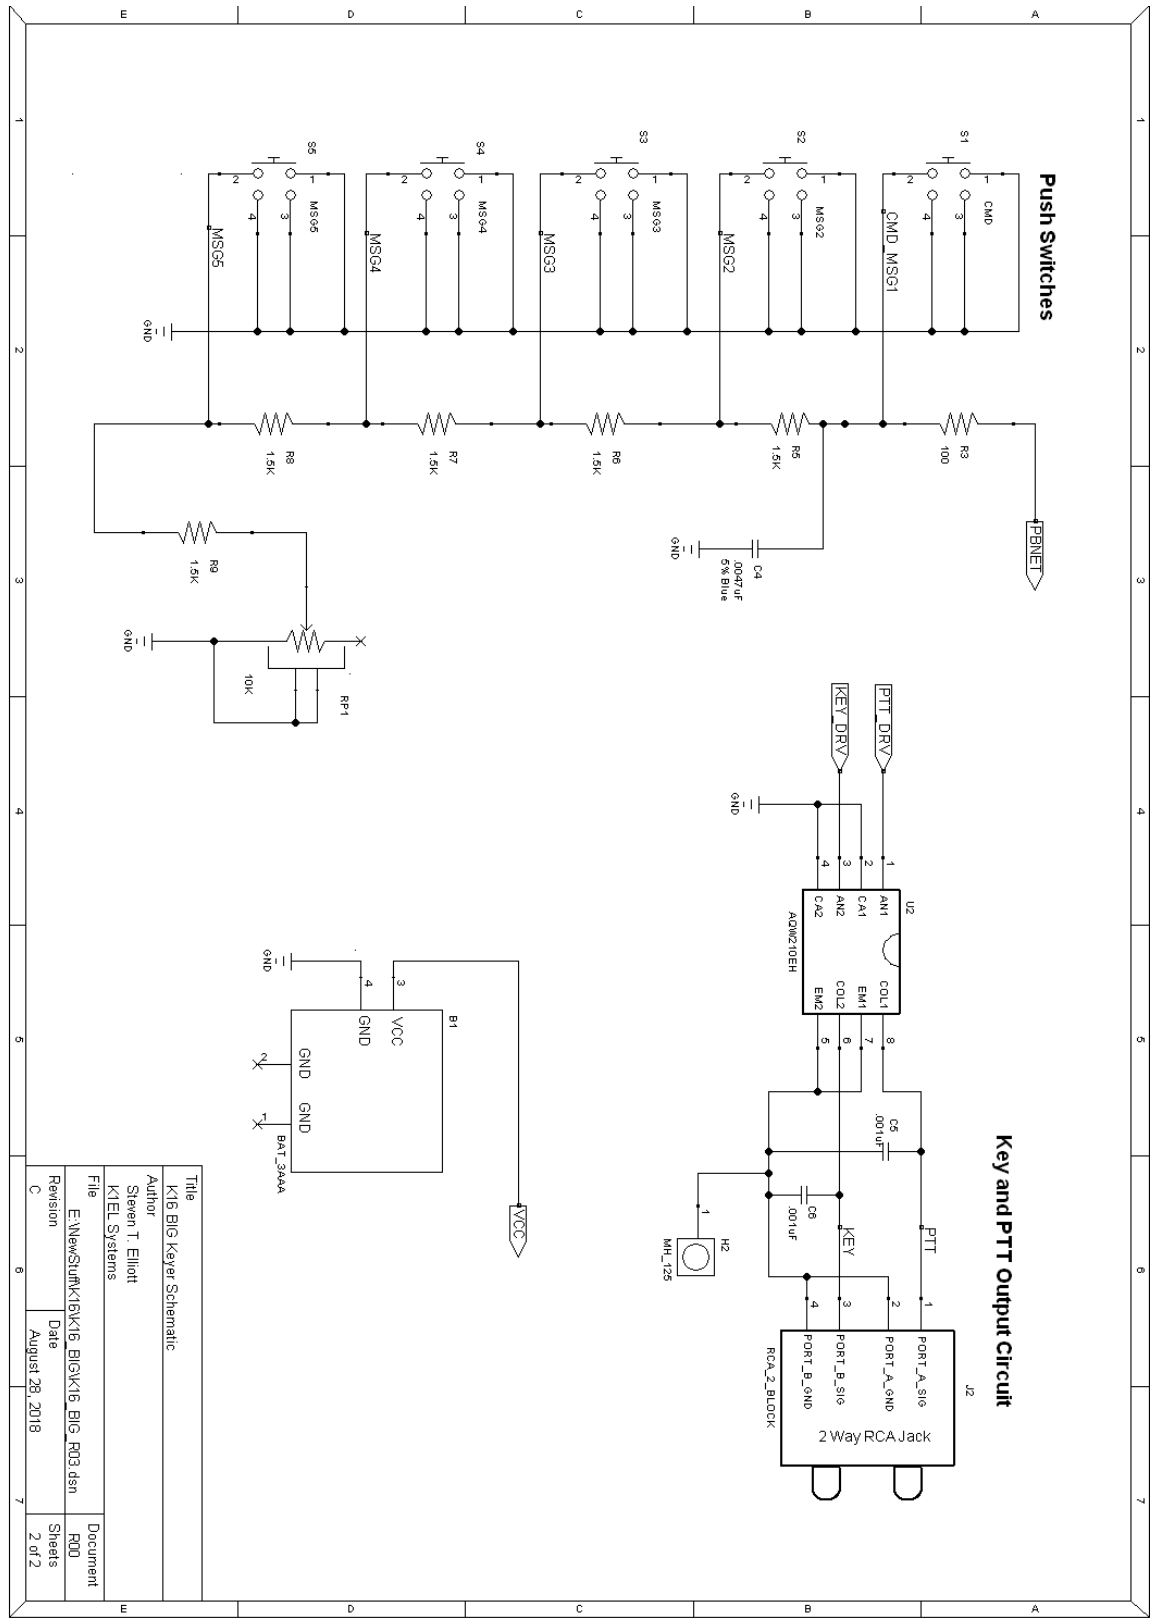 E
D
C
B
A
1
2
3
4
5
6
7
Push Switches
S1
1
2
3
4
CMD
CMD_MSG1
S2
1
2
3
4
MSG2
MSG2
S3
1
2
3
4
MSG3
MSG3
S4
1
2
3
4
MSG4
MSG4
S5
1
2
3
4
MSG5
MSG5
GND
R3
100
R5
1.5K
R6
1.5K
R7
1.5K
R8
1.5K
PBNET
C4
.0047uF
5% Blue
GND
R9
1.5K
RP1
10K
GND
Key and PTT Output Circuit
PTT_DRV
KEY_DRV
GND
1
2
3
4
U2
AN1
CA1
AN2
CA2
COL1
EM1
COL2
EM2
AQW210EH
8
7
6
5
C5
.001uF
C6
.001uF
PTT
KEY
1
H2
MH_125
1
2
3
4
J2
PORT_A_SIG
PORT_A_GND
PORT_B_SIG
PORT_B_GND
2 Way RCA Jack
RCA_2_BLOCK
VCC
GND
3
4
B1
VCC
GND
GND
GND
2
1
BAT_3AAA
Title
K16 BIG Keyer Schematic
Author
Steven T. Elliott
K1EL Systems
File
E:\NewStuff\K16\K16_BIG\K16_BIG_R03.dsn
Document
R00
Revision
C
Date
August 28, 2018
Sheets
2 of 2
1
2
3
4
5
6
7
E
D
C
B
A